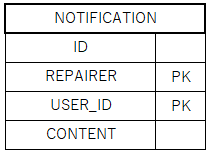 NOTIFICATION
ID
REPAIRER PK
USER_ID PK
CONTENT